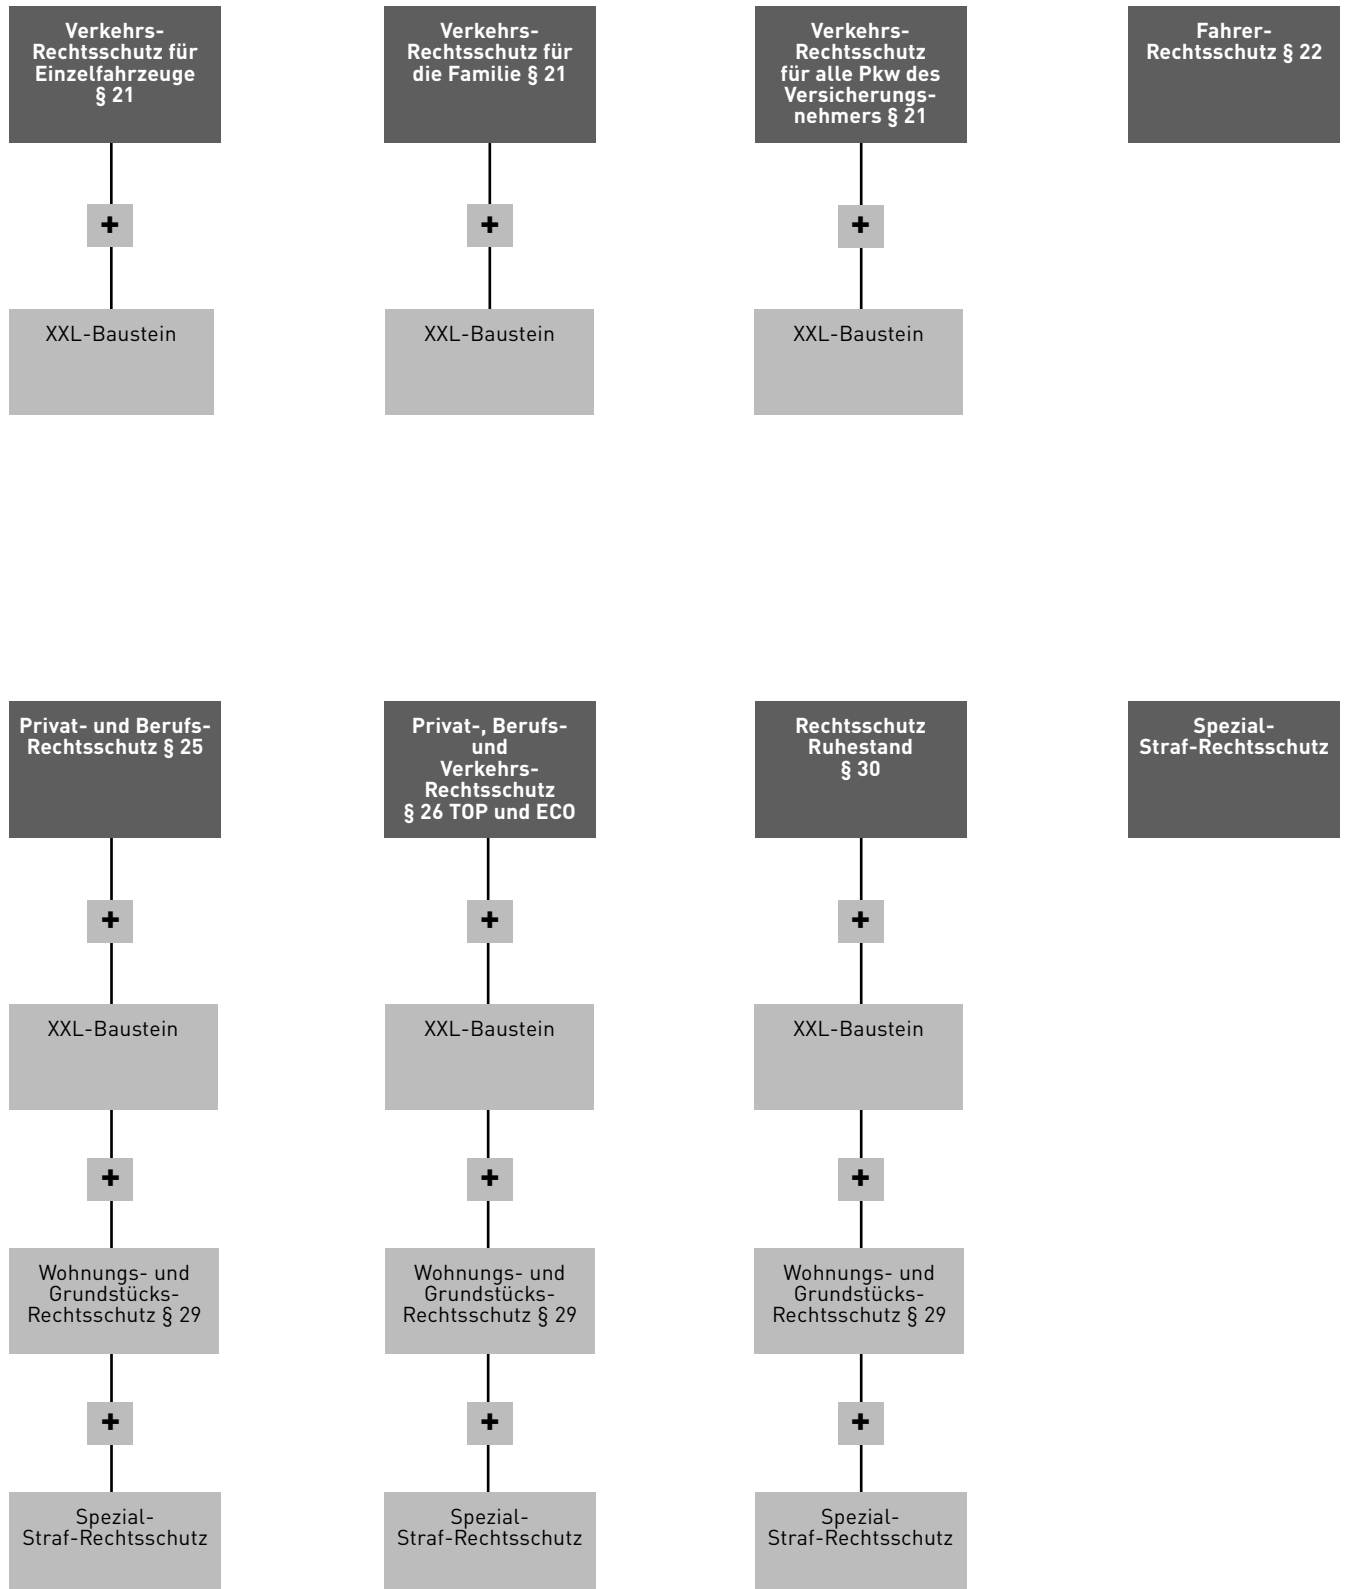 Verkehrs-
Rechtsschutz für
Einzelfahrzeuge
§ 21
Verkehrs-
Rechtsschutz für
die Familie § 21
Verkehrs-
Rechtsschutz
für alle Pkw des
Versicherungs-
nehmers § 21
Fahrer-
Rechtsschutz § 22
+
+
+
XXL-Baustein
XXL-Baustein
XXL-Baustein
Privat- und Berufs-
Rechtsschutz § 25
Privat-, Berufs-
und
Verkehrs-
Rechtsschutz
§ 26 TOP und ECO
Rechtsschutz
Ruhestand
§ 30
Spezial-
Straf-Rechtsschutz
+
+
+
XXL-Baustein
XXL-Baustein
XXL-Baustein
+
+
+
Wohnungs- und
Grundstücks-
Rechtsschutz § 29
Wohnungs- und
Grundstücks-
Rechtsschutz § 29
Wohnungs- und
Grundstücks-
Rechtsschutz § 29
+
+
+
Spezial-
Straf-Rechtsschutz
Spezial-
Straf-Rechtsschutz
Spezial-
Straf-Rechtsschutz